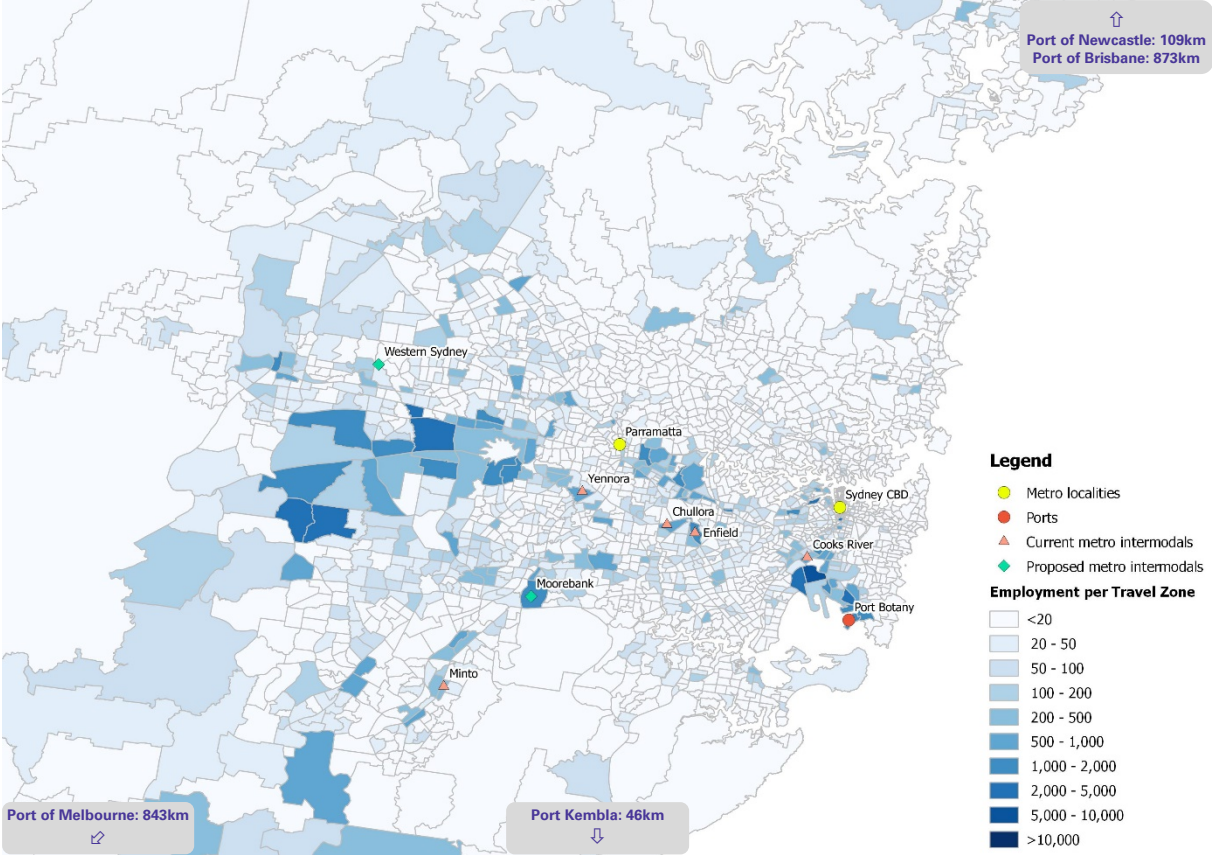 ⇧
Port of Newcastle: 109km
Port of Brisbane: 873km
Western Sydney
Parramatta
Yennora
Sydney CBD
Chullora
Enfield
Cooks River
Moorebank
Port Botany
Minto
Legend
Metro localities
Ports
Current metro intermodals
Proposed metro intermodals
Employment per Travel Zone
<20
20 - 50
50 - 100
100 - 200
200 - 500
500 - 1,000
1,000 - 2,000
2,000 - 5,000
5,000 - 10,000
>10,000
Port of Melbourne: 843km
⬃
Port Kembla: 46km
⇩